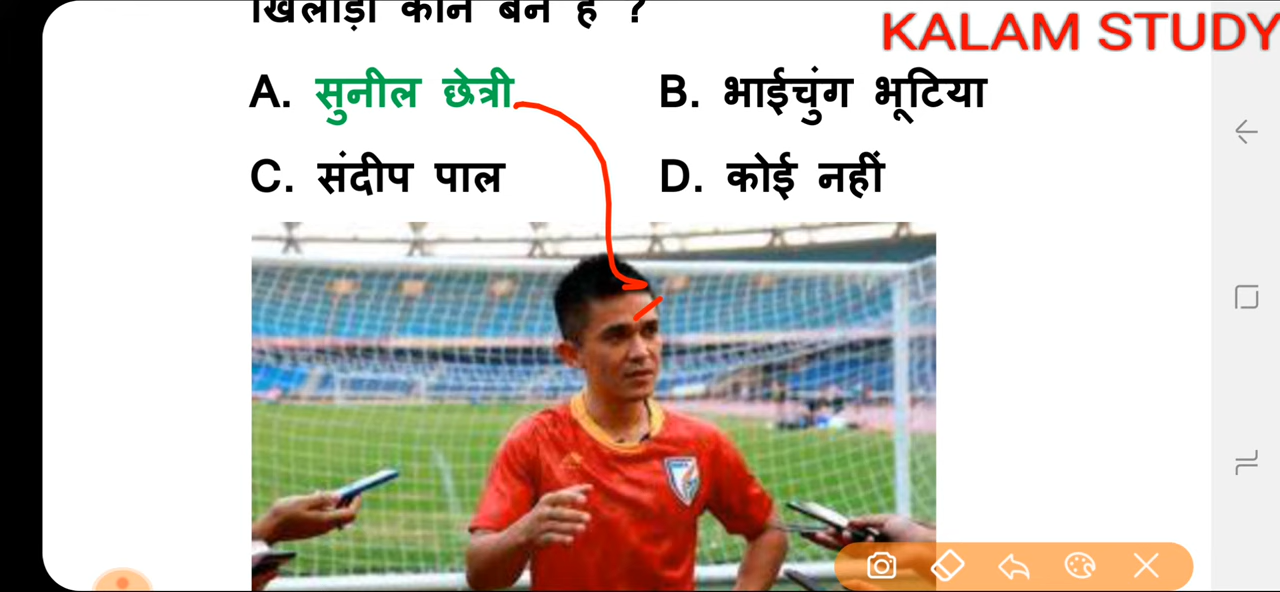 खिलाड़ी कौन बने हैं ?
KALAM STUDY
A. सुनील छेत्री
B. भाईचुंग भूटिया
C. संदीप पाल
D. कोई नहीं